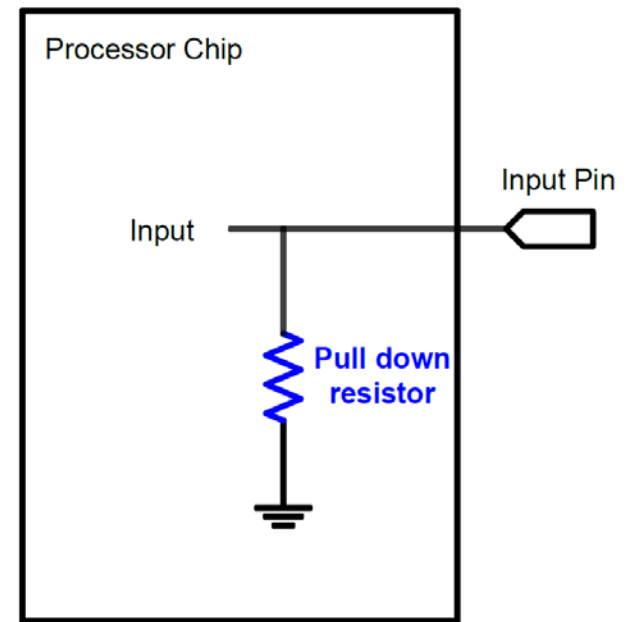 Processor Chip
Input Pin
Input
Pull down
resistor